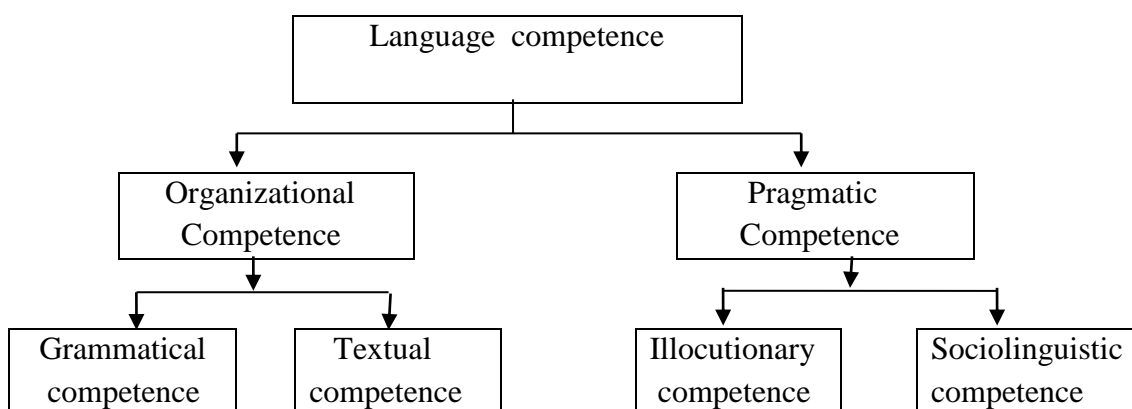 Language competence
Organizational
Competence
Pragmatic
Competence
Grammatical
competence
Textual
competence
Illocutionary
competence
Sociolinguistic
competence